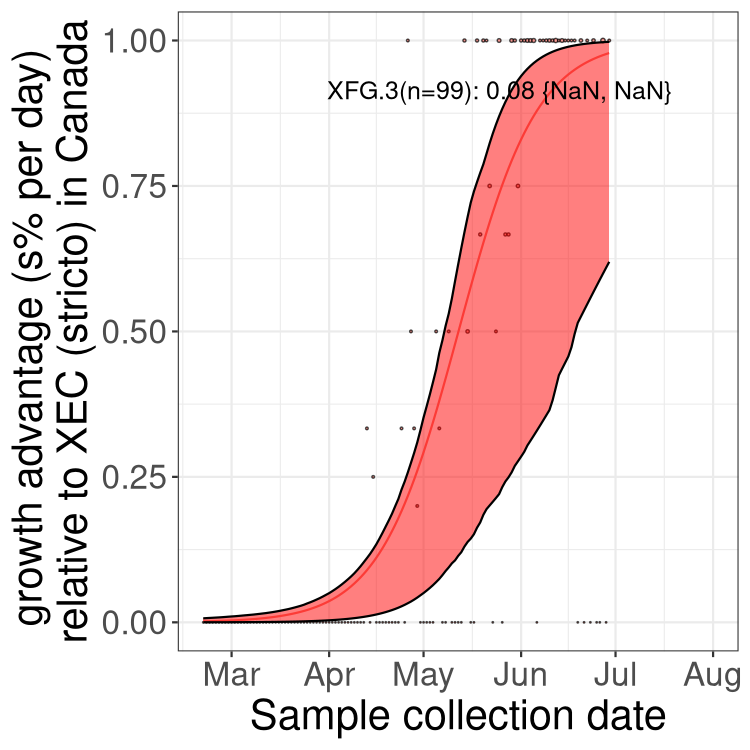 growth advantage (s% per day)
relative to XEC (stricto) in Canada
1.00
0.75
0.50
0.25
0.00
XFG.3(n=99): 0.08 {NaN, NaN}
Mar Apr May Jun Jul Aug
Sample collection date